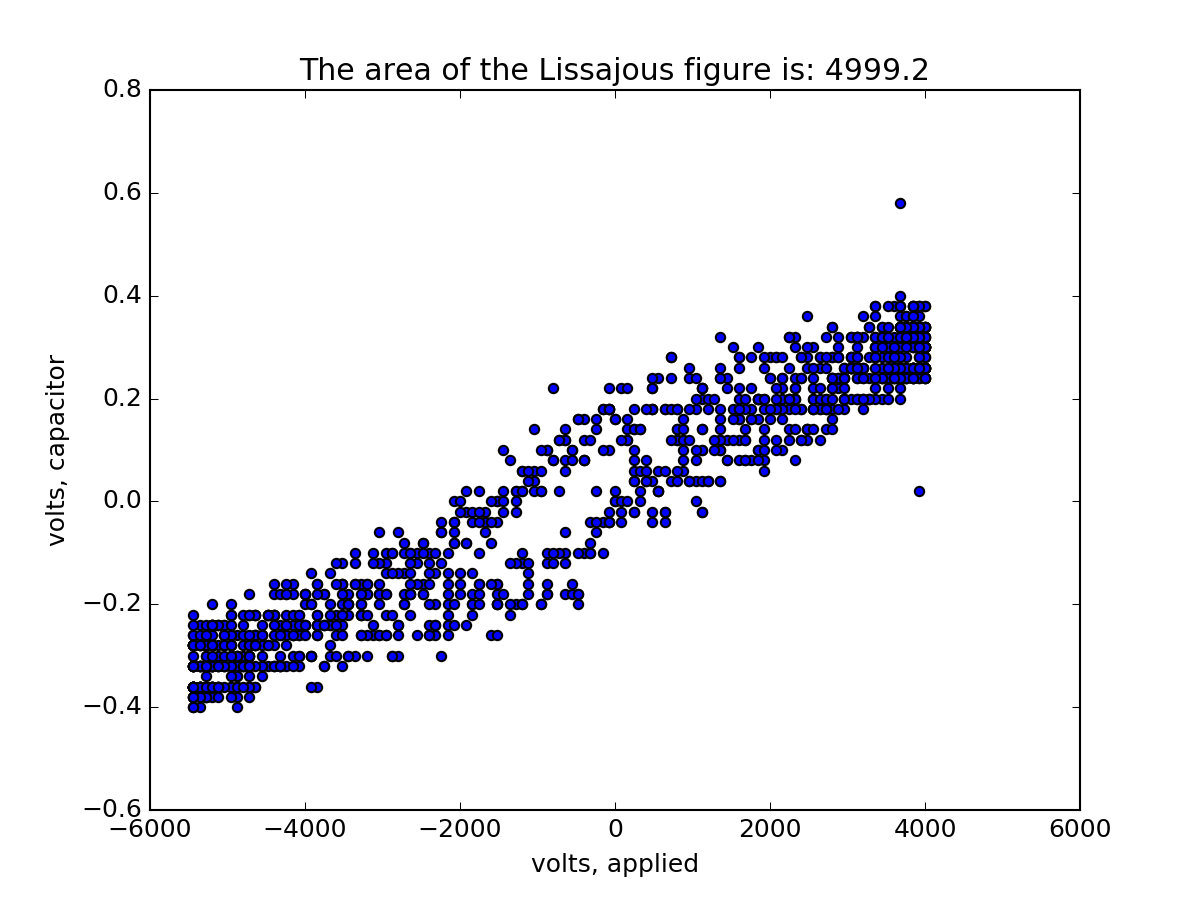 The area of the Lissajous figure is: 4999.2
0.8
0.6
0.4
0.2
0.0
−0.2
−0.4
−0.6
volts, capacitor
−6000 −4000 −2000 0 2000 4000 6000
volts, applied